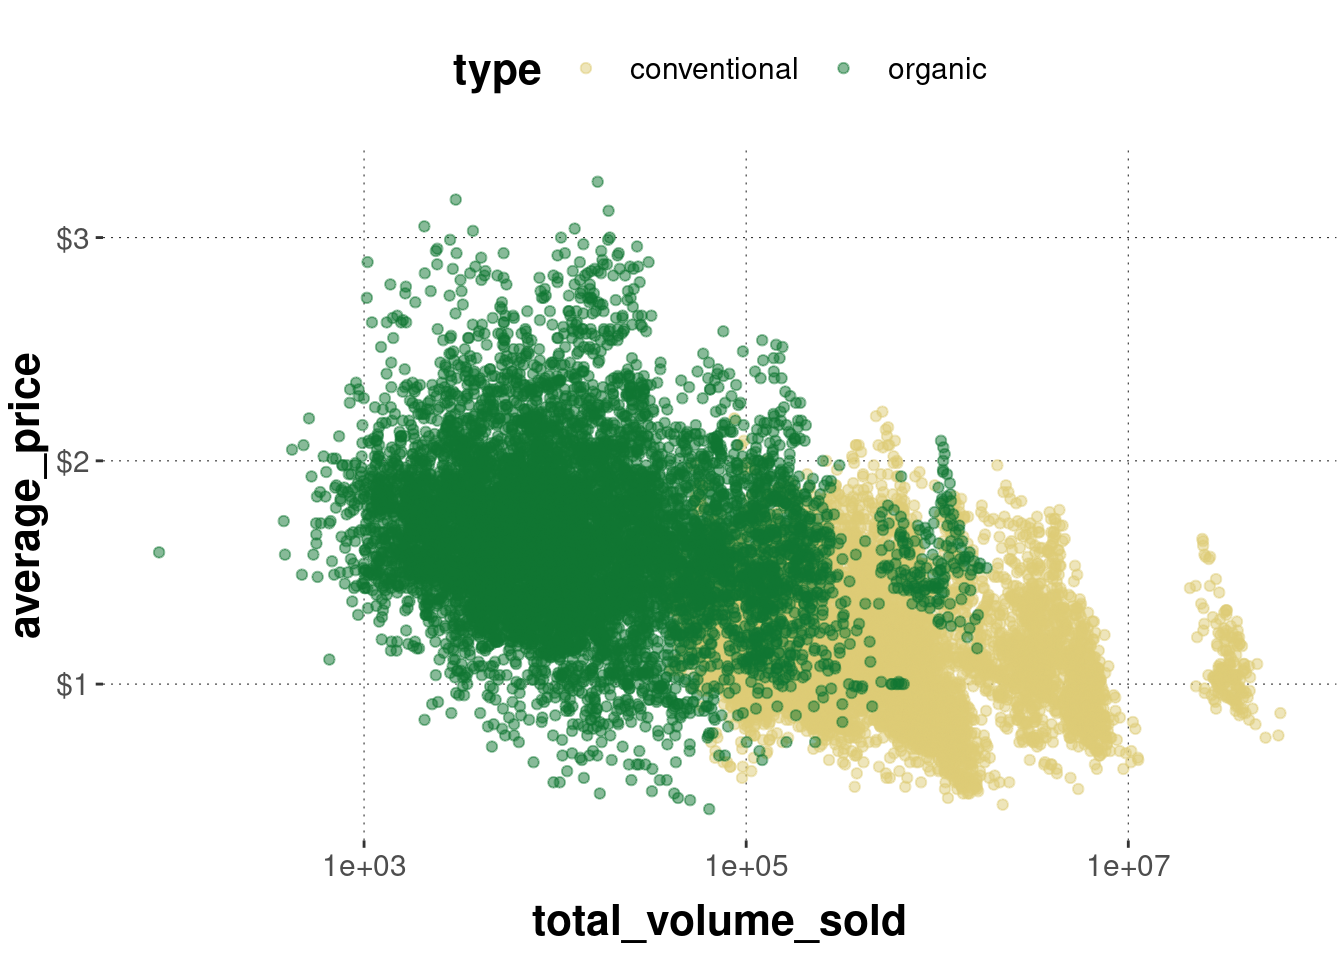 type conventional organic
average_price
$3
$2
$1
1e+03 1e+05 1e+07
total_volume_sold